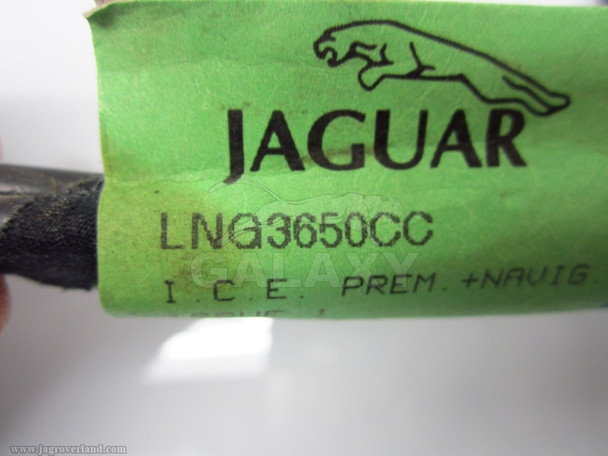 JAGUAR
LNG3650CC
GALAXY
I.C.E. PREM.+NAVIG.
www.jagroverland.com